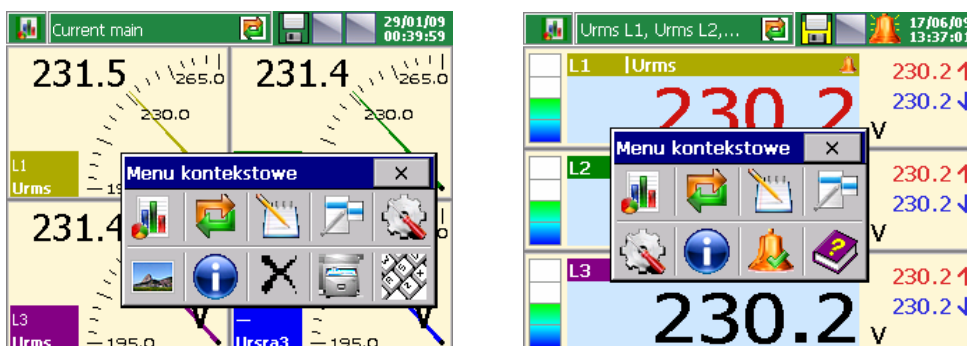 Current main
29/01/09
00:39:59
231.5
265.0
230.0
L1
Urms
231.4
265.0
230.0
Menu kontekstowe
231.4
L3
Urms
195.0
V
Ursra3
195.0
V
Urms L1, Urms L2,...
17/06/09
13:37:01
L1 |Urms
230.2
V
230.2
230.2
Menu kontekstowe
L2
V
230.2
230.2
L3
230.2
V
230.2
230.2